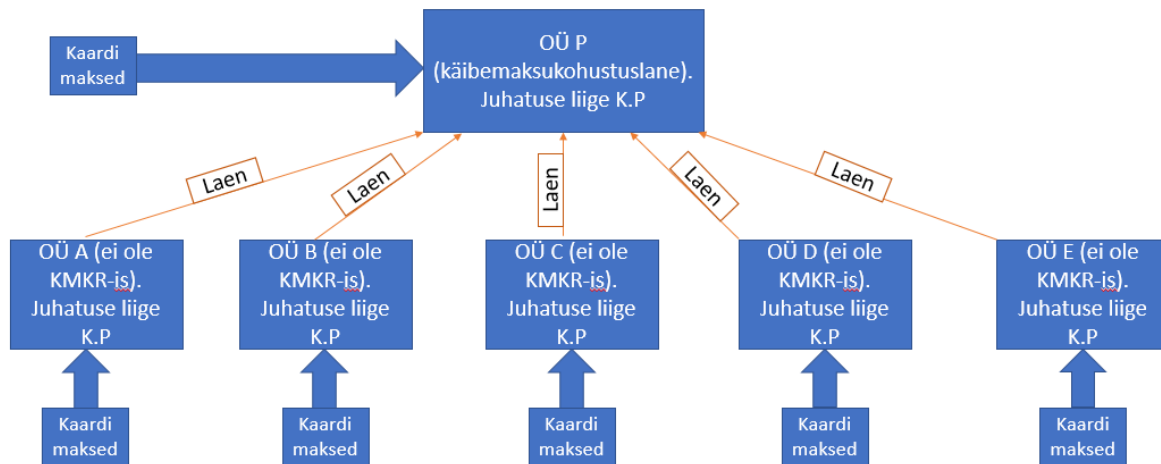 Kaardi
maksed
OÜ P
(käibemaksukohustuslane).
Juhatuse liige K.P
Laen
Laen
Laen
Laen
Laen
OÜ A (ei ole
KMKR-is).
Juhatuse liige
K.P
OÜ B (ei ole
KMKR-is).
Juhatuse liige
K.P
OÜ C (ei ole
KMKR-is).
Juhatuse liige
K.P
OÜ D (ei ole
KMKR-is).
Juhatuse liige
K.P
OÜ E (ei ole
KMKR-is).
Juhatuse liige
K.P
Kaardi
maksed
Kaardi
maksed
Kaardi
maksed
Kaardi
maksed
Kaardi
maksed